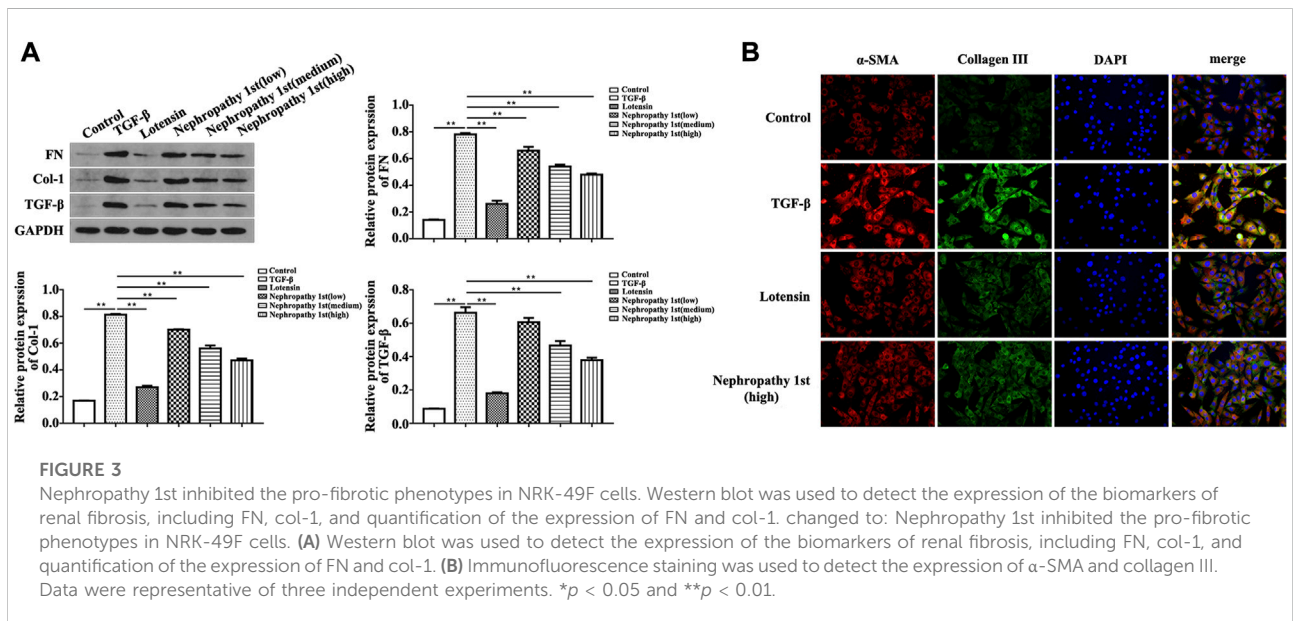 A
Control
TGF-β
Lotensin
Nephropathy 1st(low)
Nephropathy 1st(medium)
Nephropathy 1st(high)
FN
Col-1
TGF-β
GAPDH
Relative protein exprssion
of FN
1.0
0.8
0.6
0.4
0.2
0.0
**
**
**
**
**
Control
TGF-β
Lotensin
Nephropathy 1st(low)
Nephropathy 1st(medium)
Nephropathy 1st(high)
Relative protein exprssion
of Col-1
1.0
0.8
0.6
0.4
0.2
0.0
**
**
**
**
**
Control
TGF-β
Lotensin
Nephropathy 1st(low)
Nephropathy 1st(medium)
Nephropathy 1st(high)
Relative protein exprssion
of TGF-β
0.8
0.6
0.4
0.2
0.0
**
**
**
**
Control
TGF-β
Lotensin
Nephropathy 1st(low)
Nephropathy 1st(medium)
Nephropathy 1st(high)
B
α-SMA
Collagen III
DAPI
merge
Control
TGF-β
Lotensin
Nephropathy 1st
(high)
FIGURE 3
Nephropathy 1st inhibited the pro-fibrotic phenotypes in NRK-49F cells. Western blot was used to detect the expression of the biomarkers of
renal fibrosis, including FN, col-1, and quantification of the expression of FN and col-1. changed to: Nephropathy 1st inhibited the pro-fibrotic
phenotypes in NRK-49F cells. (A) Western blot was used to detect the expression of the biomarkers of renal fibrosis, including FN, col-1, and
quantification of the expression of FN and col-1. (B) Immunofluorescence staining was used to detect the expression of α-SMA and collagen III.
Data were representative of three independent experiments. *p < 0.05 and **p < 0.01.